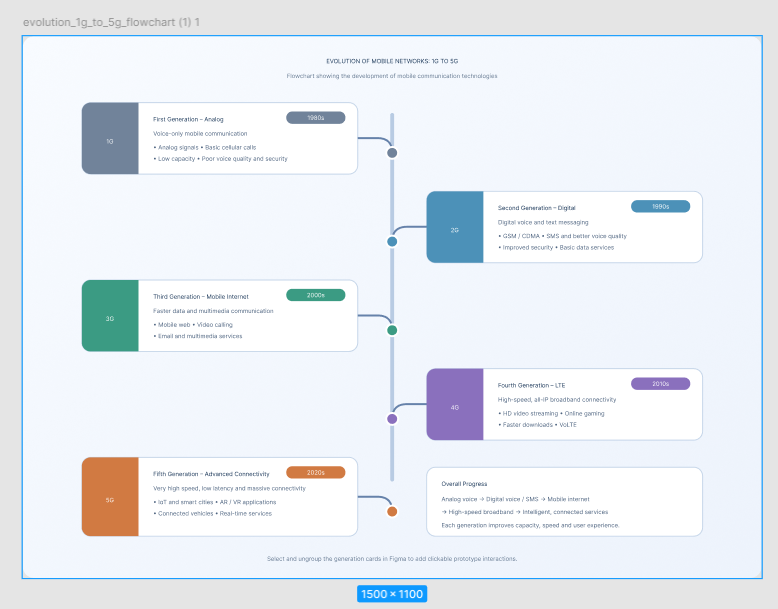 evolution_1g_to_5g_flowchart (1) 1
EVOLUTION OF MOBILE NETWORKS: 1G TO 5G
Flowchart showing the development of mobile communication technologies
1G
First Generation – Analog
1980s
Voice-only mobile communication
• Analog signals • Basic cellular calls
• Low capacity • Poor voice quality and security
2G
Second Generation – Digital
1990s
Digital voice and text messaging
• GSM / CDMA • SMS and better voice quality
• Improved security • Basic data services
3G
Third Generation – Mobile Internet
2000s
Faster data and multimedia communication
• Mobile web • Video calling
• Email and multimedia services
4G
Fourth Generation – LTE
2010s
High-speed, all-IP broadband connectivity
• HD video streaming • Online gaming
• Faster downloads • VoLTE
5G
Fifth Generation – Advanced Connectivity
2020s
Very high speed, low latency and massive connectivity
• IoT and smart cities • AR / VR applications
• Connected vehicles • Real-time services
Overall Progress
Analog voice → Digital voice / SMS → Mobile internet
→ High-speed broadband → Intelligent, connected services
Each generation improves capacity, speed and user experience.
Select and ungroup the generation cards in Figma to add clickable prototype interactions.
1500 × 1100